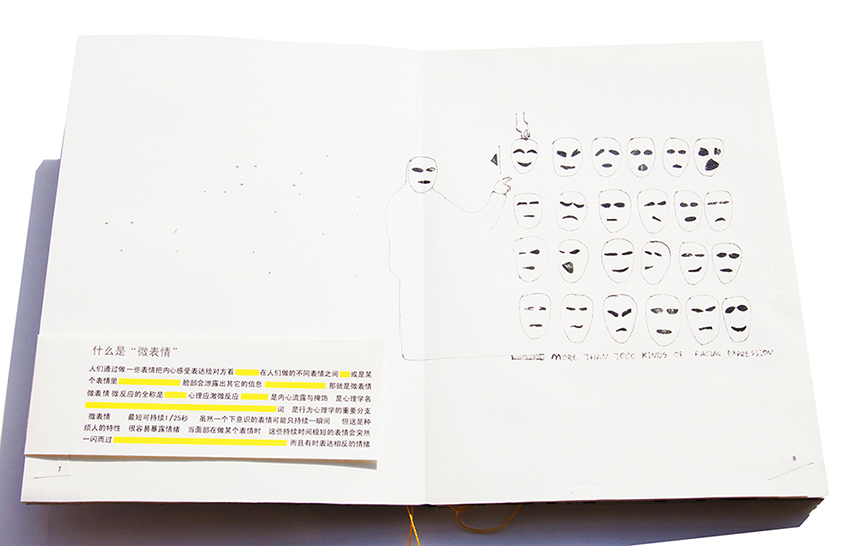 什么是“微表情”
人们通过做一些表情把内心感受表达给对方看 在人们做的不同表情之间 或是某
个表情里 脸部会泄露出其它的信息 那就是微表情
微表情 微反应的全称是 心理应激微反应 是内心流露与掩饰 是心理学名
词 是行为心理学的重要分支
微表情 最短可持续1/25秒 虽然一个下意识的表情可能只持续一瞬间 但这是种
烦人的特性 很容易暴露情绪 当面部在做某个表情时 这些持续时间极短的表情会突然
一闪而过 而且有时表达相反的情绪
7
MORE THAN 7000 KINDS OF FACIAL EXPRESSION
8